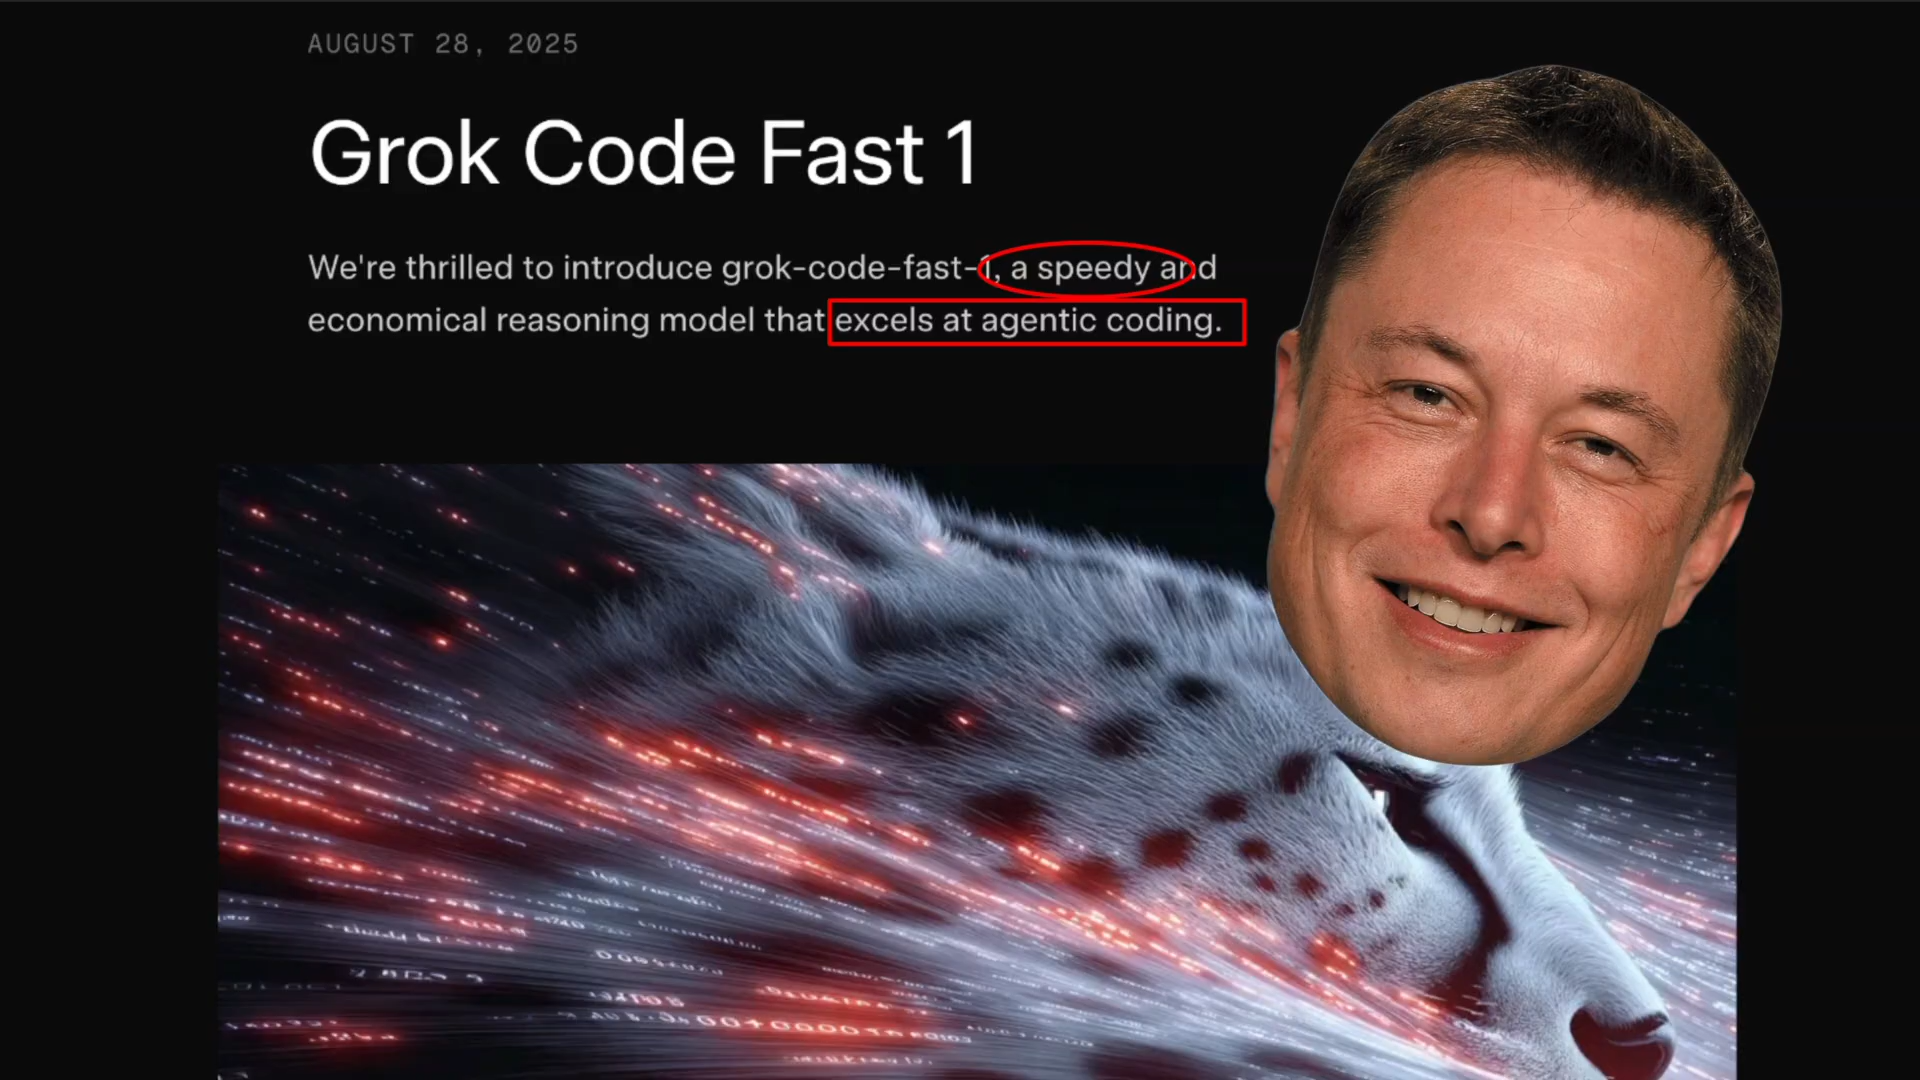 AUGUST 28, 2025
Grok Code Fast 1
We're thrilled to introduce grok-code-fast-1, a speedy and
economical reasoning model that excels at agentic coding.